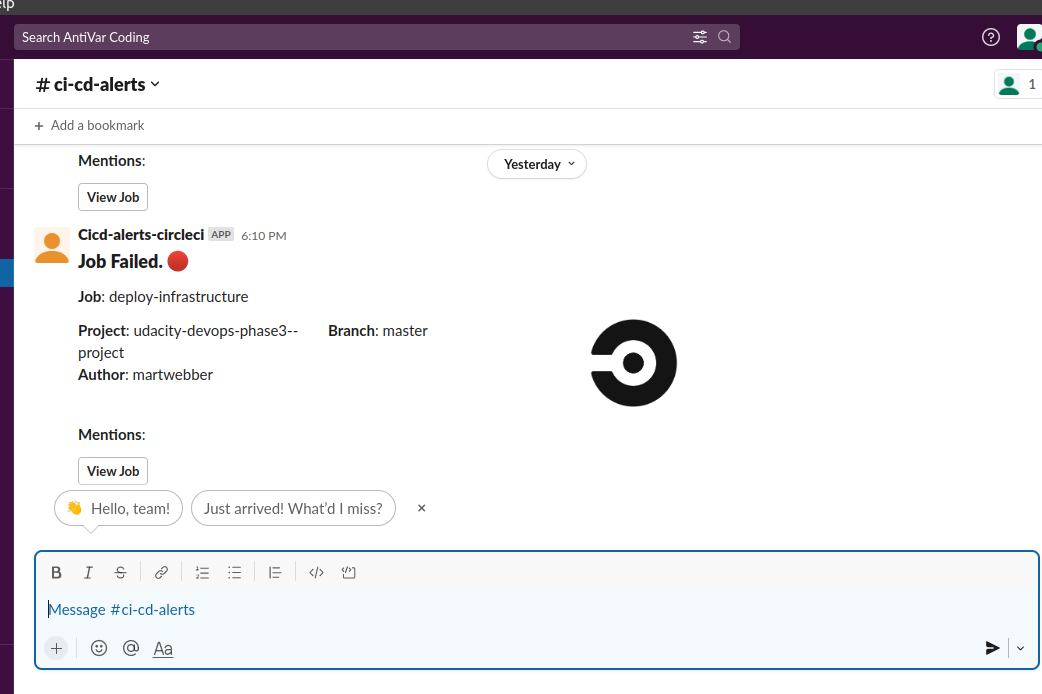 elp
Search AntiVar Coding
# ci-cd-alerts
1
+ Add a bookmark
Mentions:
Yesterday
View Job
Cicd-alerts-circleci APP 6:10 PM
Job Failed. 🔴
Job: deploy-infrastructure
Project: udacity-devops-phase3-- Branch: master
project
Author: martwebber
Mentions:
View Job
👋 Hello, team! Just arrived! What'd I miss? ×
B I S
Message #ci-cd-alerts
+ @ Aa